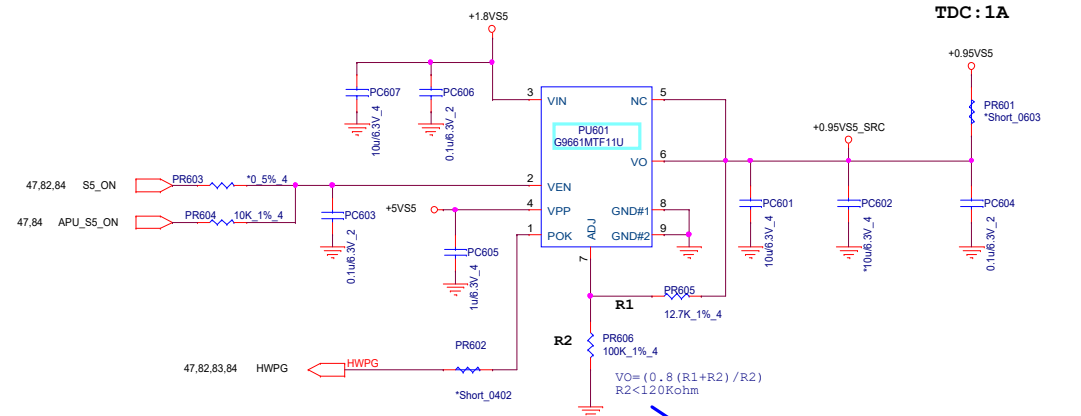 TDC:1A
+1.8VS5
+0.95VS5
PC607
10u/6.3V_4
PC606
0.1u/6.3V_2
3
VIN
NC
5
PU601
G9661MTF11U
PR601
*Short_0603
+0.95VS5_SRC
VO
6
47,82,84
S5_ON
PR603
*0_5%_4
2
VEN
47,84
APU_S5_ON
PR604
10K_1%_4
PC603
0.1u/6.3V_2
+5VS5
4
VPP
GND#1
8
1
POK
ADJ
GND#2
9
7
PC605
1u/6.3V_4
PC601
10u/6.3V_4
PC602
*10u/6.3V_4
PC604
0.1u/6.3V_2
R1
PR605
12.7K_1%_4
R2
PR606
100K_1%_4
PR602
*Short_0402
47,82,83,84
HWPG
HWPG
VO=(0.8(R1+R2)/R2)
R2<120Kohm